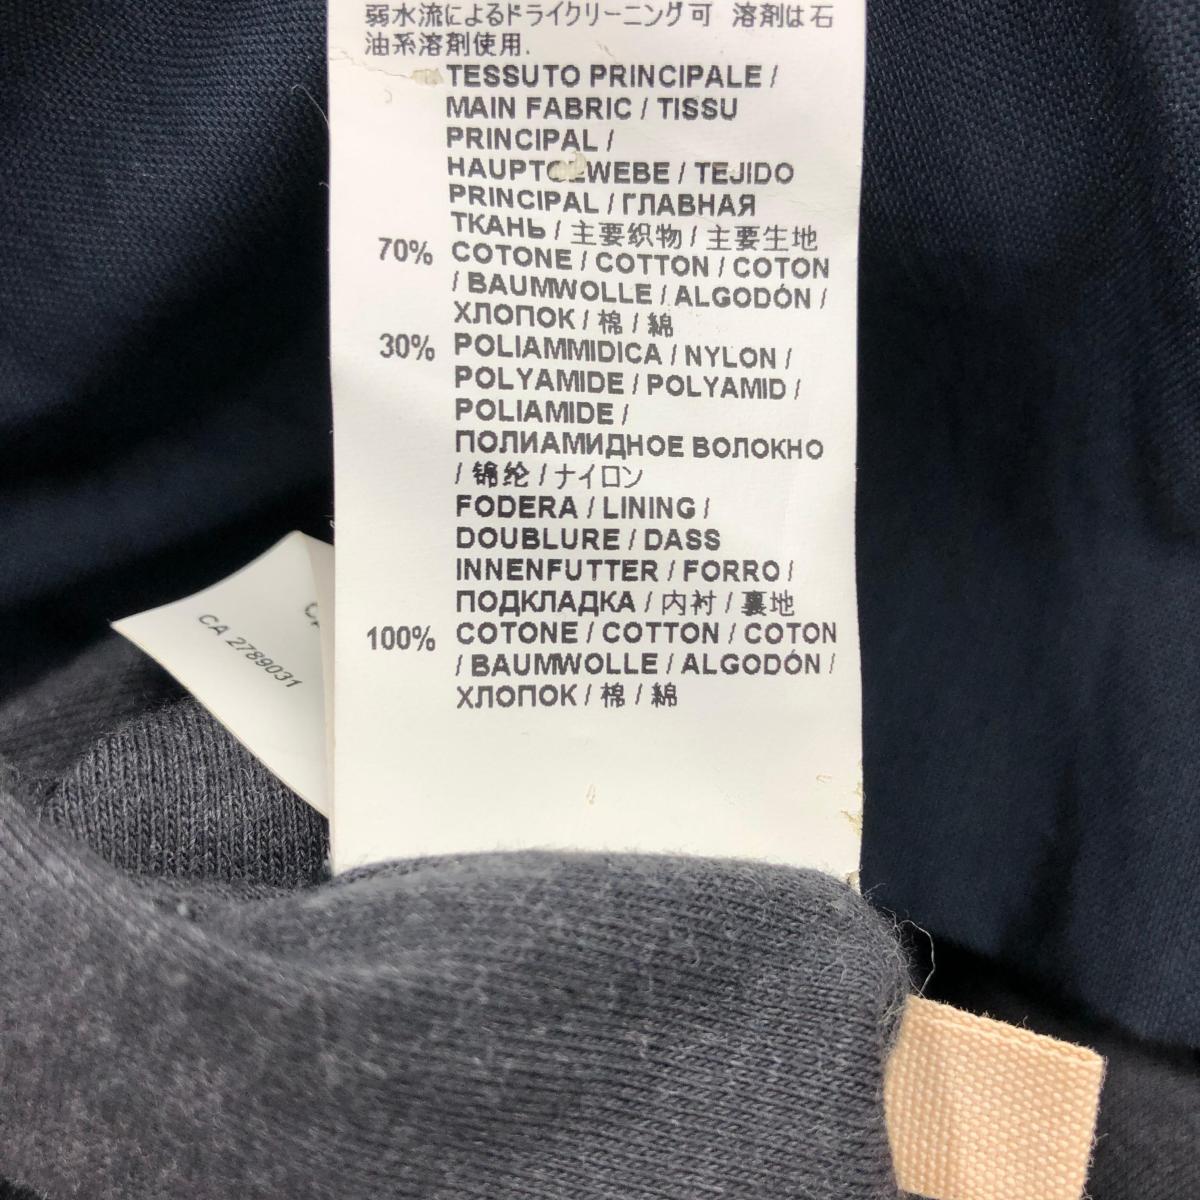 弱水流によるドライクリーニング可 溶剤は石
油系溶剤使用.
TESSUTO PRINCIPALE /
MAIN FABRIC / TISSU
PRINCIPAL /
HAUPTGEWEBE / TEJIDO
PRINCIPAL / ГЛАВНАЯ
ТКАНЬ / 主要织物 / 主要生地
70% COTONE / COTTON / COTON
/ BAUMWOLLE / ALGODÓN /
ХЛОПОК / 棉 / 綿
30% POLIAMMIDICA / NYLON /
POLYAMIDE / POLYAMID /
POLIAMIDE /
ПОЛИАМИДНОЕ ВОЛОКНО
/ 锦纶 / ナイロン
FODERA / LINING /
DOUBLURE / DASS
INNENFUTTER / FORRO /
ПОДКЛАДКА / 内衬 / 裏地
100% COTONE / COTTON / COTON
/ BAUMWOLLE / ALGODÓN /
ХЛОПОК / 棉 / 綿
CA 2789031